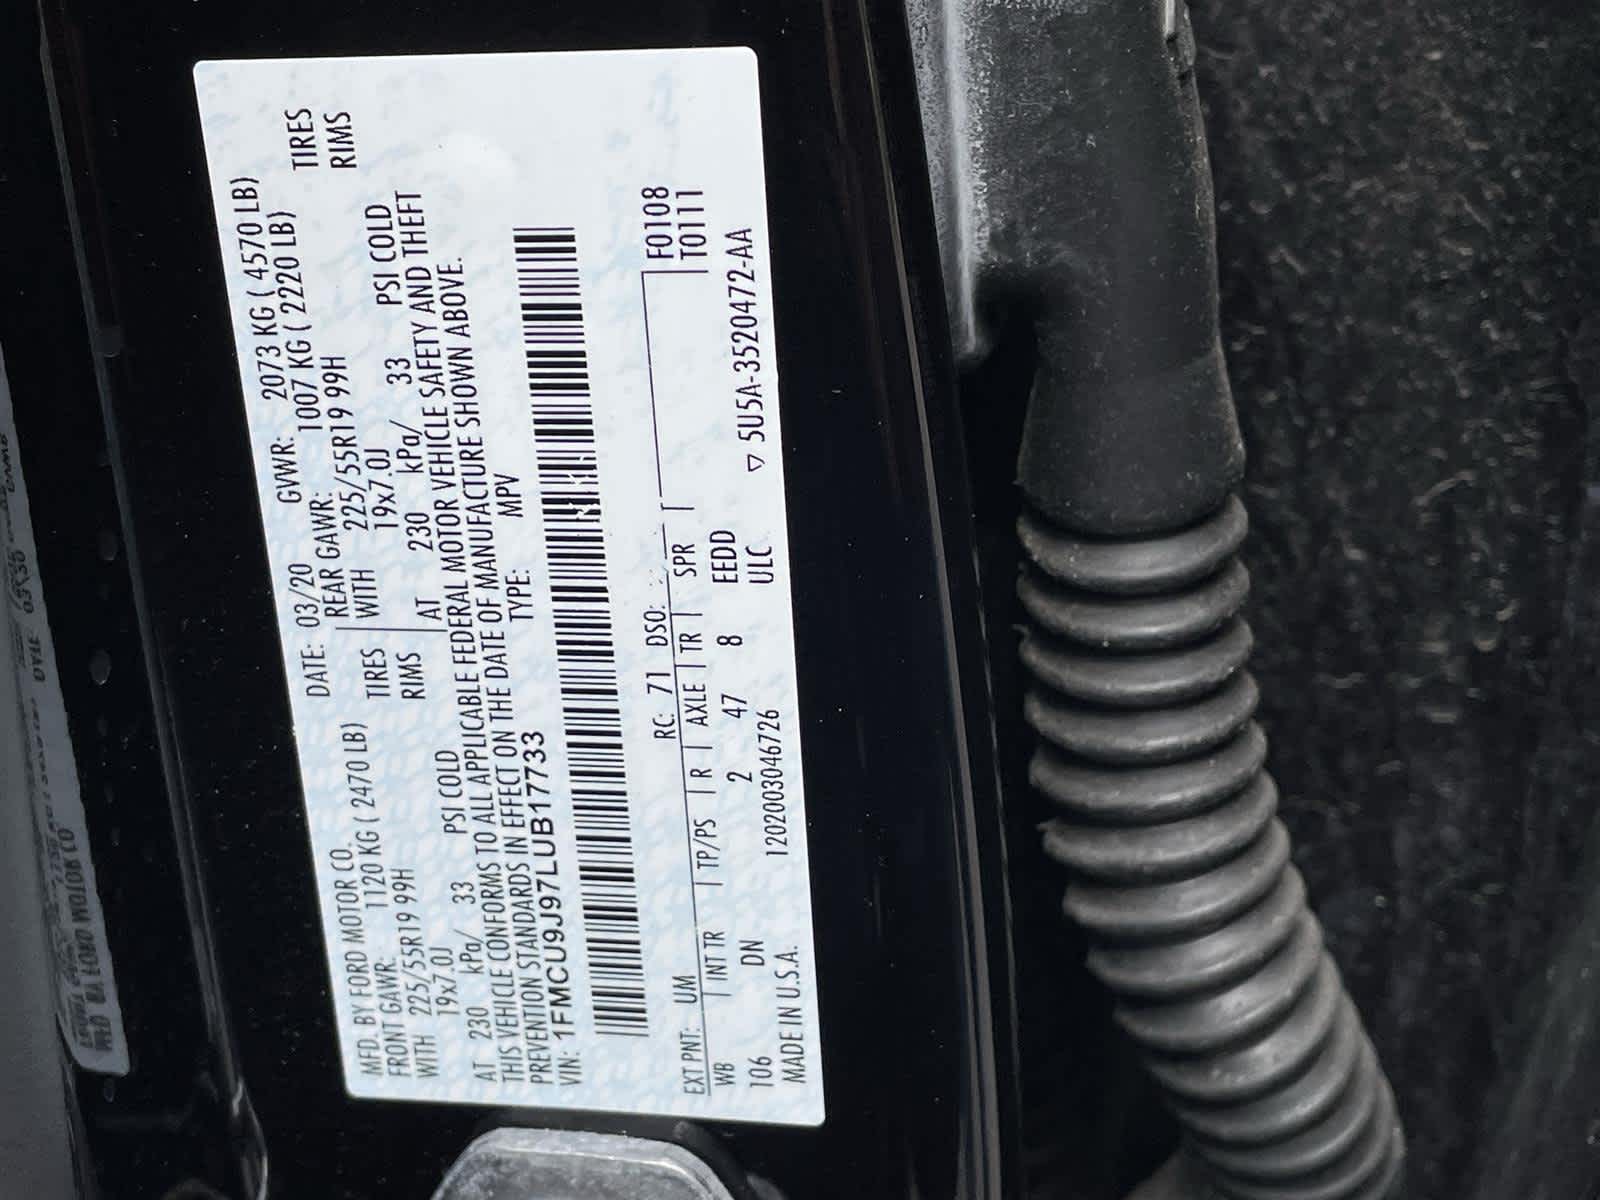 MFD. BY FORD MOTOR CO. DATE: 03/20 GVWR: 2073 KG ( 4570 LB)
FRONT GAWR: 1120 KG ( 2470 LB) REAR GAWR: 1007 KG ( 2220 LB)
WITH 225/55R19 99H TIRES WITH 225/55R19 99H TIRES
19x7.0J RIMS 19x7.0J RIMS
AT 230 kPa/ 33 PSI COLD AT 230 kPa/ 33 PSI COLD
THIS VEHICLE CONFORMS TO ALL APPLICABLE FEDERAL MOTOR VEHICLE SAFETY AND THEFT
PREVENTION STANDARDS IN EFFECT ON THE DATE OF MANUFACTURE SHOWN ABOVE.
VIN: 1FMCU9J97LUB17733 TYPE: MPV
EXT PNT: UM RC: 71 DSO: F0108
WB INT TR TP/PS R AXLE TR SPR T0111
106 DN 2 47 8 EEDD
MADE IN U.S.A. 1202003046726 ULC ▽ 5U5A-3520472-AA